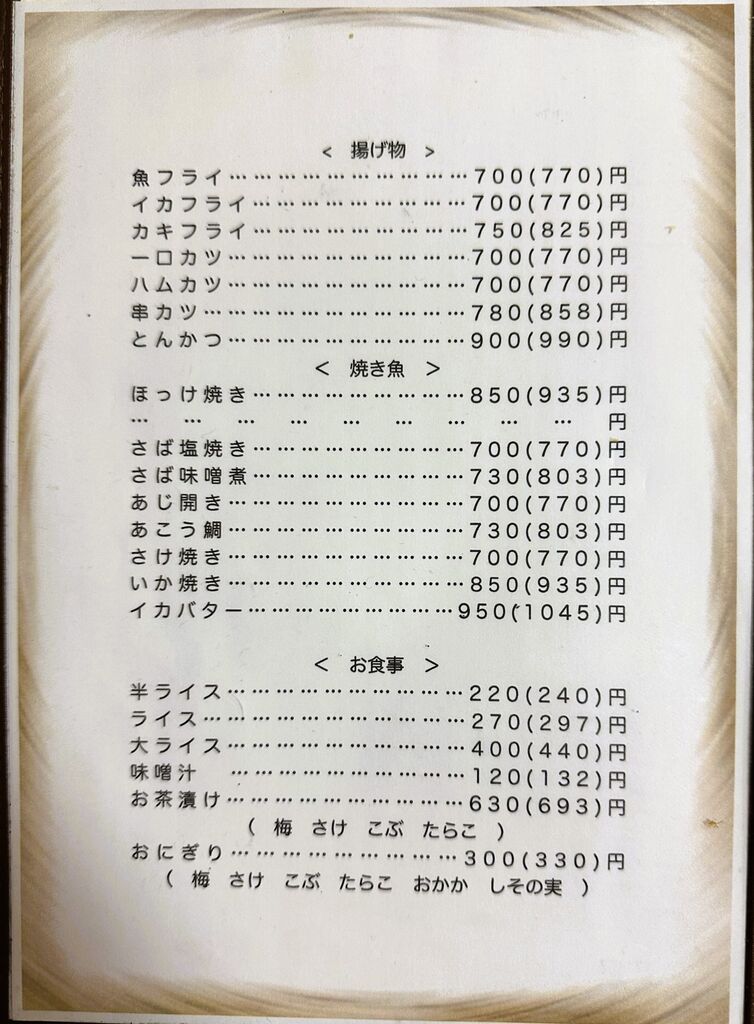 < 揚げ物 >
魚フライ…………………………700(770)円
イカフライ………………………700(770)円
カキフライ………………………750(825)円
一口カツ…………………………700(770)円
ハムカツ…………………………700(770)円
串カツ……………………………780(858)円
とんかつ…………………………900(990)円
< 焼き魚 >
ほっけ焼き………………………850(935)円
… … … … … … … … … 円
さば塩焼き………………………700(770)円
さば味噌煮………………………730(803)円
あじ開き…………………………700(770)円
あこう鯛…………………………730(803)円
さけ焼き…………………………700(770)円
いか焼き…………………………850(935)円
イカバター………………………950(1045)円
< お食事 >
半ライス…………………………220(240)円
ライス……………………………270(297)円
大ライス…………………………400(440)円
味噌汁 …………………………120(132)円
お茶漬け…………………………630(693)円
( 梅 さけ こぶ たらこ )
おにぎり…………………………300(330)円
( 梅 さけ こぶ たらこ おかか しその実 )